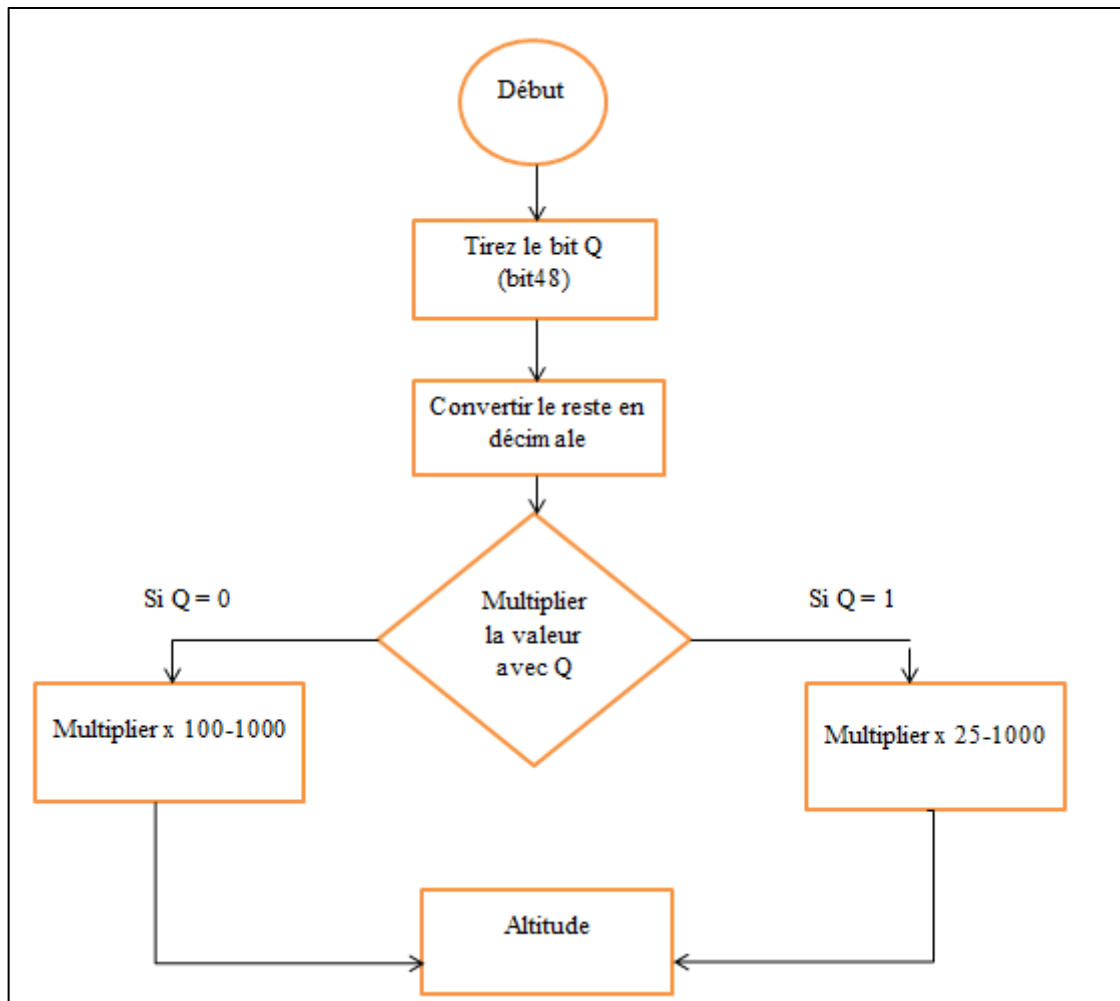 Début
Tirez le bit Q
(bit48)
Convertir le reste en
décimale
Si Q = 0
Multiplier
la valeur
avec Q
Si Q = 1
Multiplier x 100-1000
Multiplier x 25-1000
Altitude